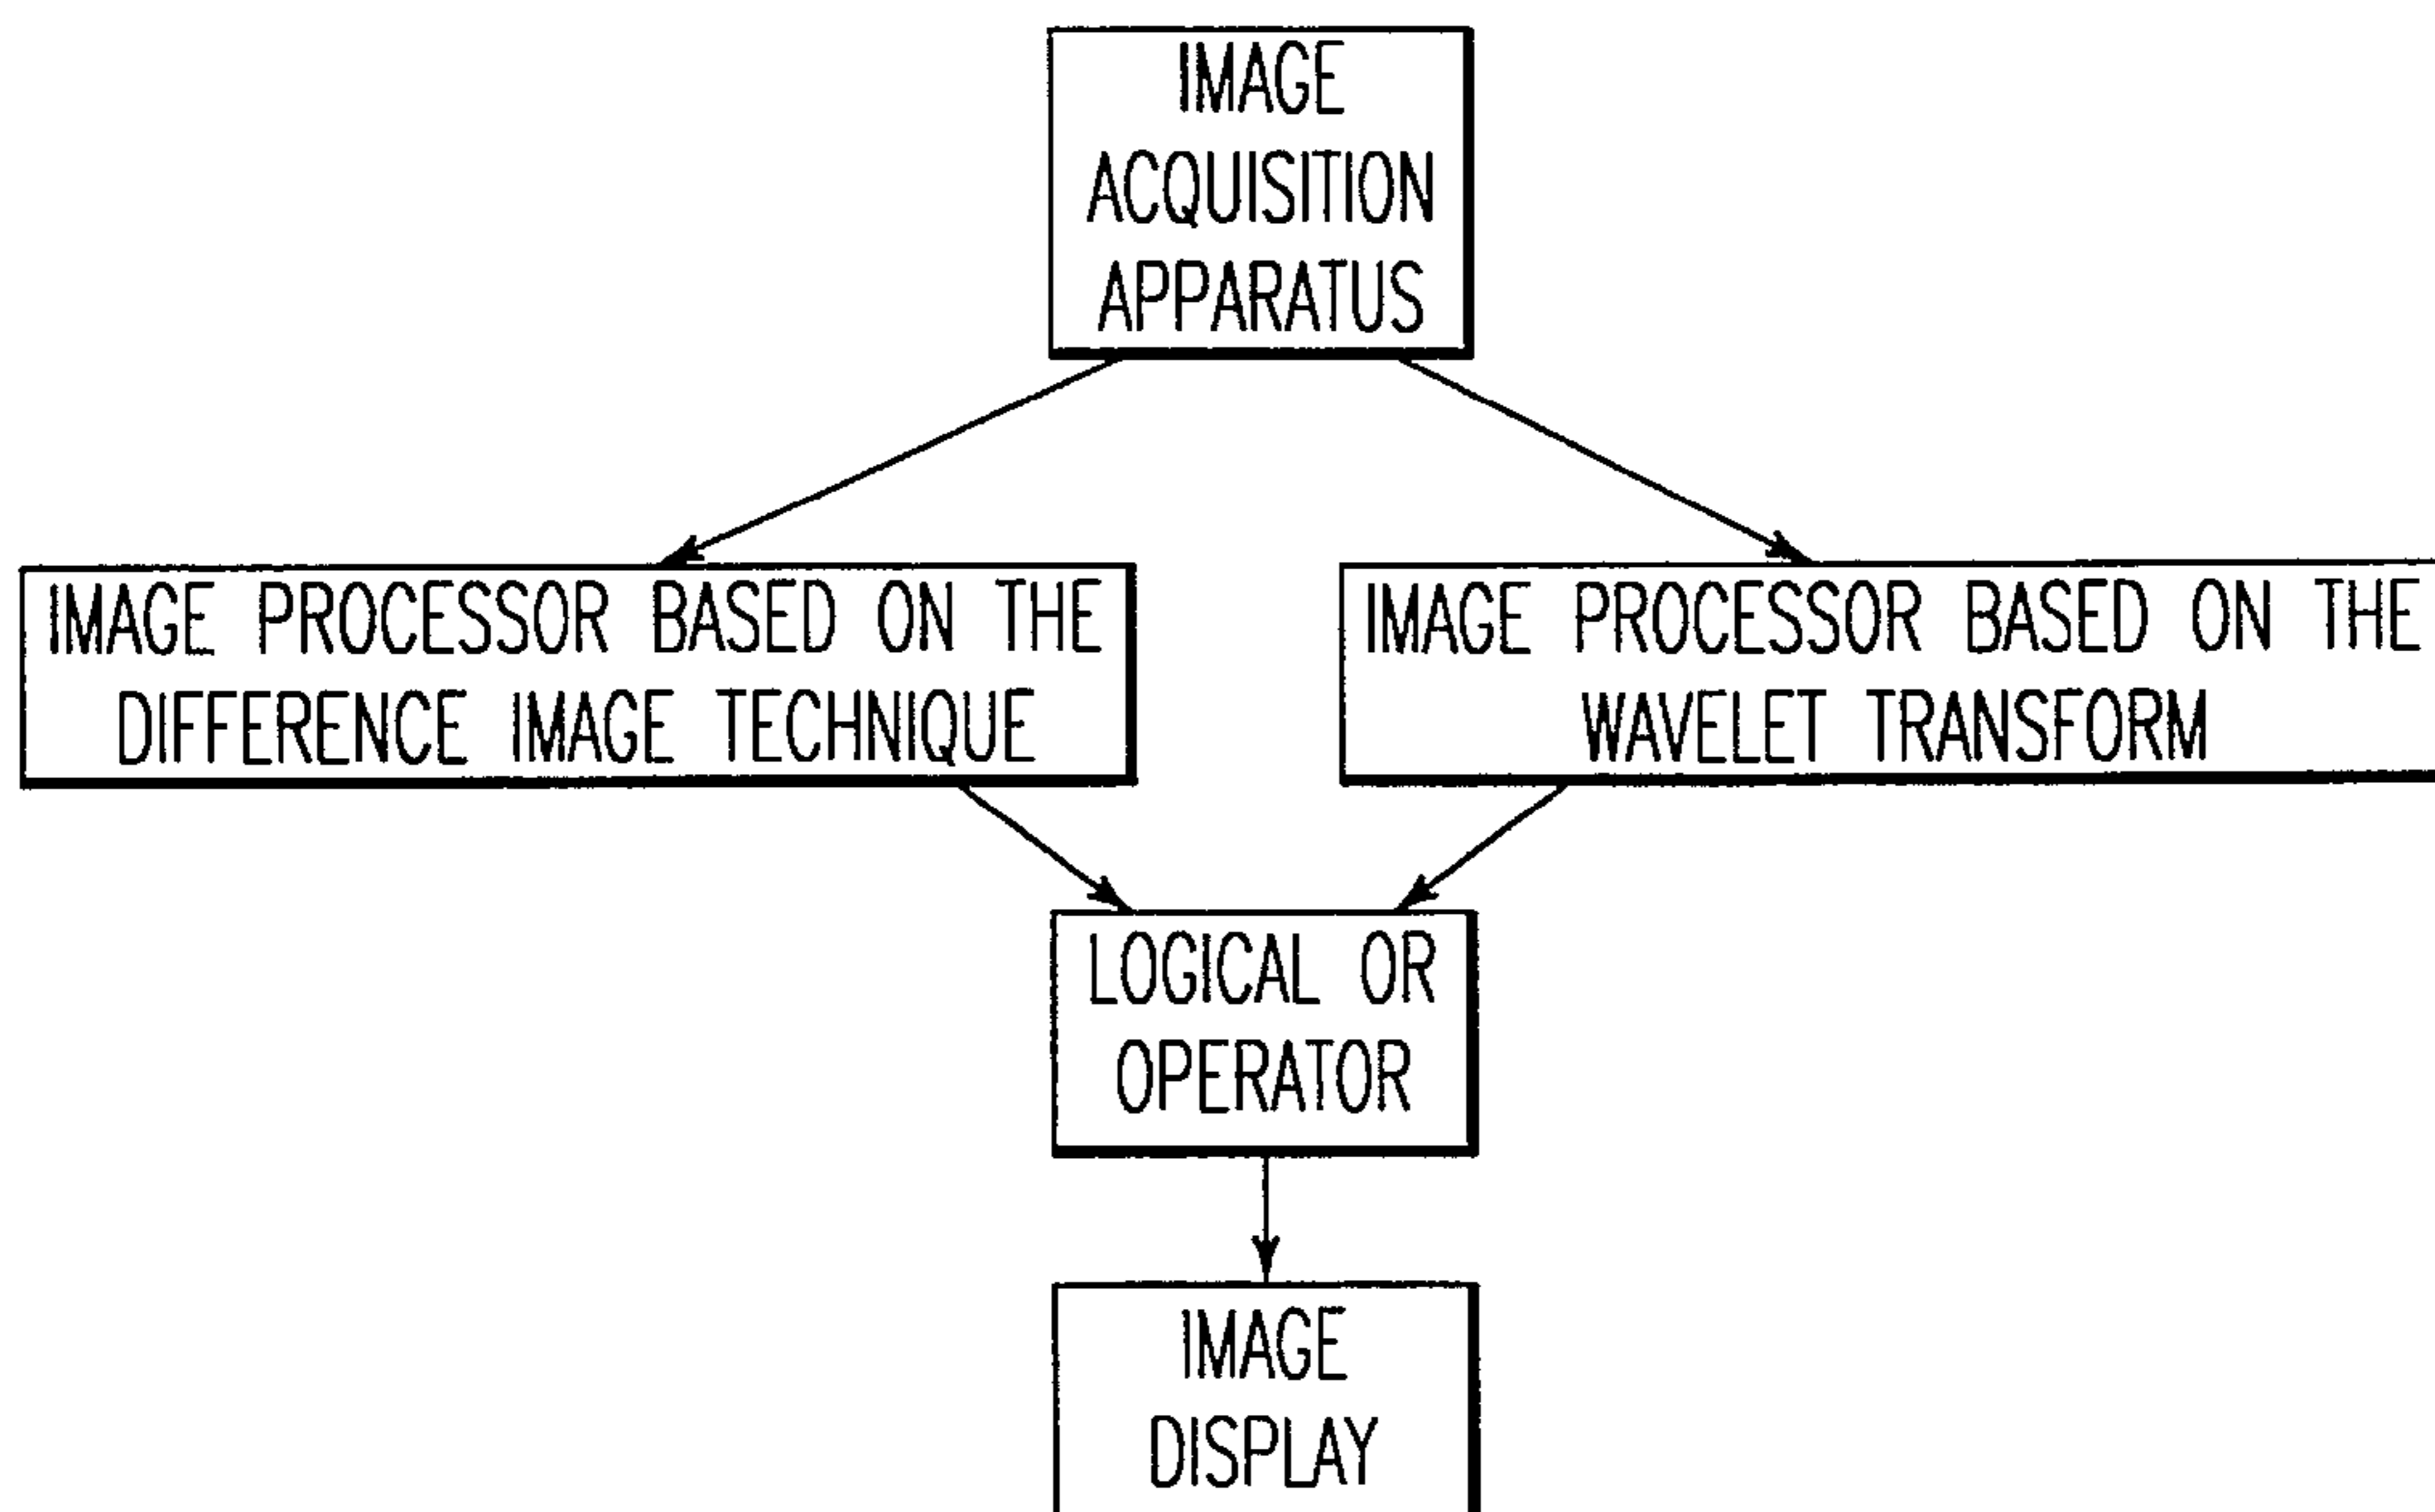 IMAGE
ACQUISITION
APPARATUS
IMAGE PROCESSOR BASED ON THE
DIFFERENCE IMAGE TECHNIQUE
IMAGE PROCESSOR BASED ON THE
WAVELET TRANSFORM
LOGICAL OR
OPERATOR
IMAGE
DISPLAY